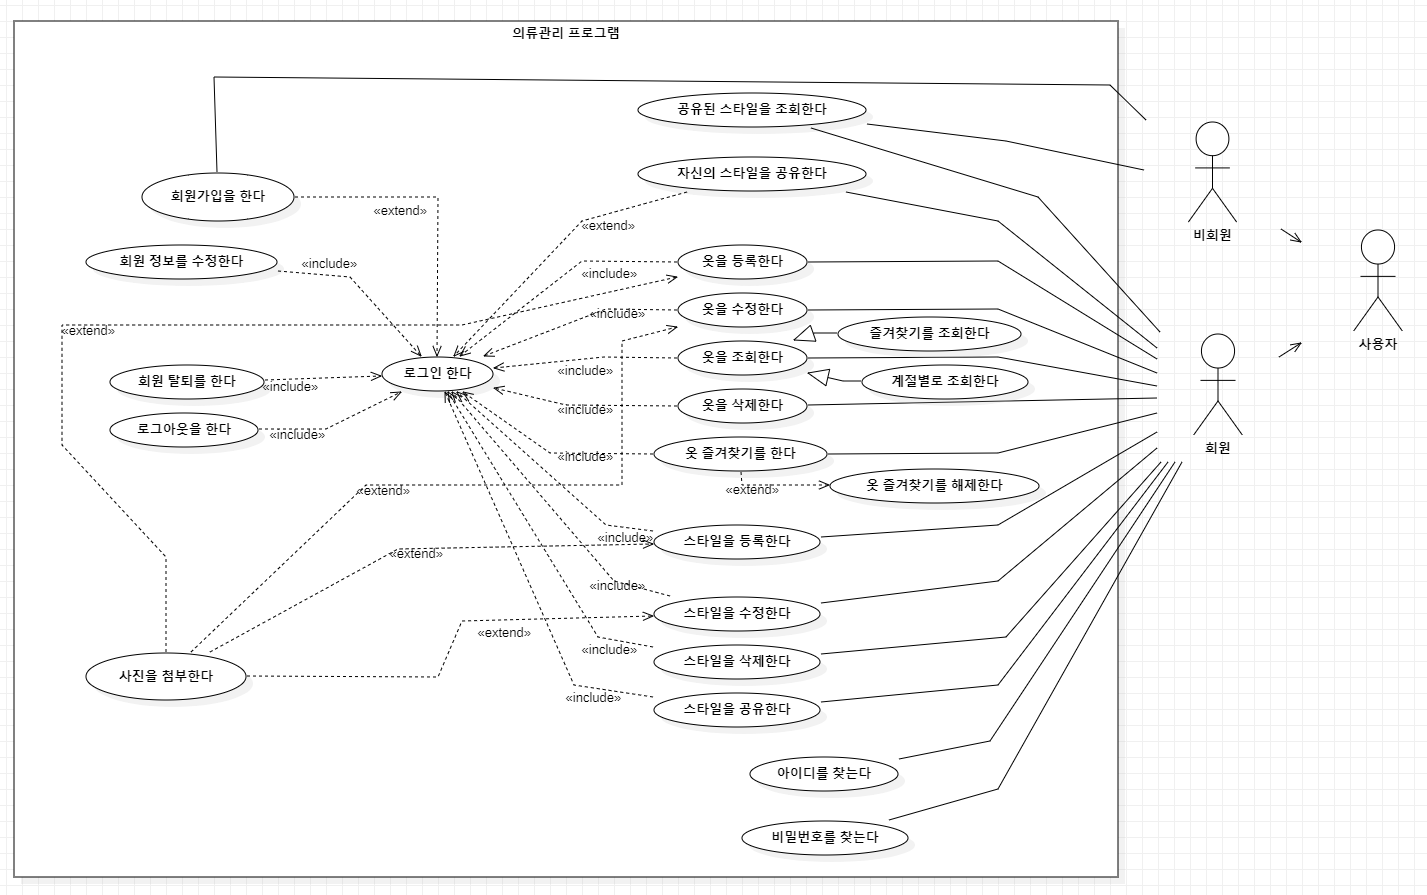 의류관리 프로그램
공유된 스타일을 조회한다
자신의 스타일을 공유한다
회원가입을 한다
«extend»
«extend»
비회원
회원 정보를 수정한다
«include»
옷을 등록한다
«include»
옷을 수정한다
«include»
«extend»
즐겨찾기를 조회한다
사용자
옷을 조회한다
로그인 한다
«include»
회원 탈퇴를 한다
«include»
계절별로 조회한다
옷을 삭제한다
«include»
로그아웃을 한다
«include»
회원
옷 즐겨찾기를 한다
«include»
옷 즐겨찾기를 해제한다
«extend»
«extend»
스타일을 등록한다
«include»
«extend»
«include»
스타일을 수정한다
«extend»
«include»
스타일을 삭제한다
사진을 첨부한다
«include»
스타일을 공유한다
아이디를 찾는다
비밀번호를 찾는다